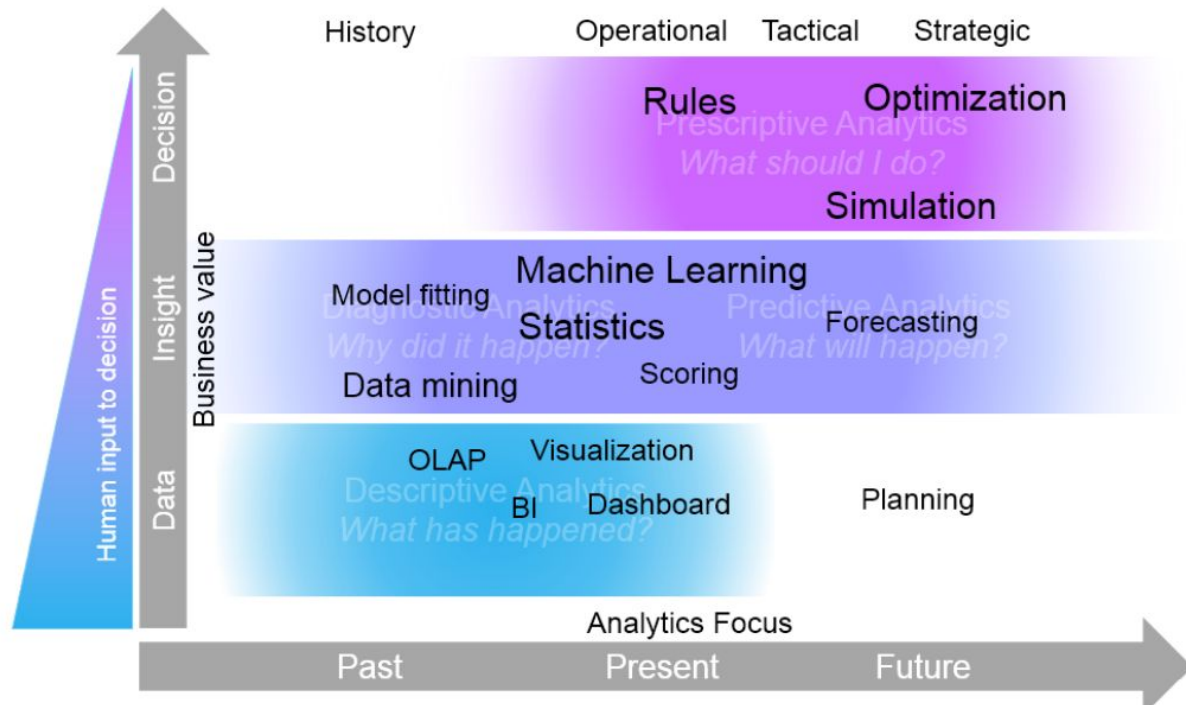 History
Operational
Tactical
Strategic
Rules
Optimization
Prescriptive Analytics
What should I do?
Simulation
Machine Learning
Model fitting
Diagnostic Analytics
Predictive Analytics
Statistics
Forecasting
Why did it happen?
What will happen?
Data mining
Scoring
OLAP
Visualization
Descriptive Analytics
BI
Dashboard
Planning
What has happened?
Decision
Insight
Data
Business value
Human input to decision
Analytics Focus
Past
Present
Future